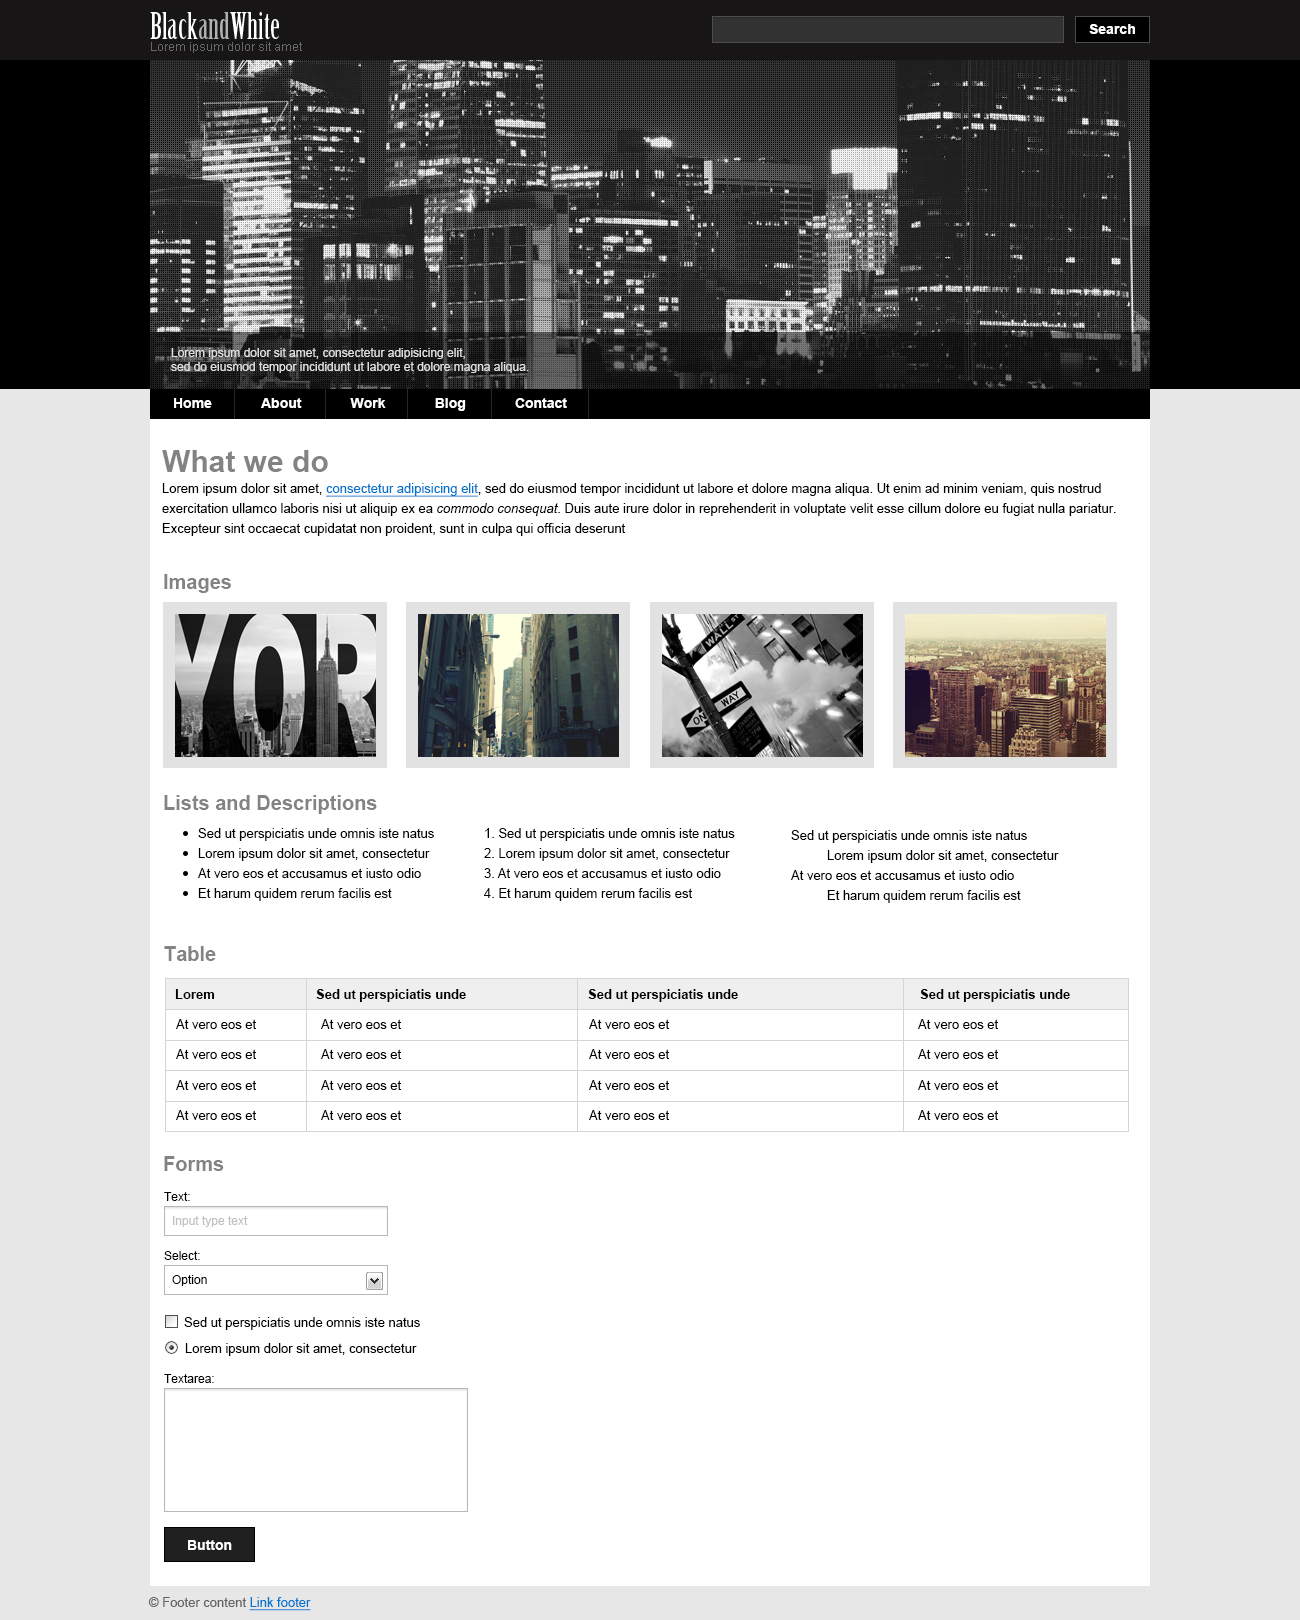 BlackandWhite
Lorem ipsum dolor sit amet
Search
Lorem ipsum dolor sit amet, consectetur adipisicing elit,
sed do eiusmod tempor incididunt ut labore et dolore magna aliqua.
Home About Work Blog Contact
What we do
Lorem ipsum dolor sit amet, consectetur adipisicing elit, sed do eiusmod tempor incididunt ut labore et dolore magna aliqua. Ut enim ad minim veniam, quis nostrud
exercitation ullamco laboris nisi ut aliquip ex ea commodo consequat. Duis aute irure dolor in reprehenderit in voluptate velit esse cillum dolore eu fugiat nulla pariatur.
Excepteur sint occaecat cupidatat non proident, sunt in culpa qui officia deserunt
Images
YOR
WALL ST
ONE WAY
Lists and Descriptions
• Sed ut perspiciatis unde omnis iste natus
• Lorem ipsum dolor sit amet, consectetur
• At vero eos et accusamus et iusto odio
• Et harum quidem rerum facilis est
1. Sed ut perspiciatis unde omnis iste natus
2. Lorem ipsum dolor sit amet, consectetur
3. At vero eos et accusamus et iusto odio
4. Et harum quidem rerum facilis est
Sed ut perspiciatis unde omnis iste natus
Lorem ipsum dolor sit amet, consectetur
At vero eos et accusamus et iusto odio
Et harum quidem rerum facilis est
Table
Lorem Sed ut perspiciatis unde Sed ut perspiciatis unde Sed ut perspiciatis unde
At vero eos et At vero eos et At vero eos et At vero eos et
At vero eos et At vero eos et At vero eos et At vero eos et
At vero eos et At vero eos et At vero eos et At vero eos et
At vero eos et At vero eos et At vero eos et At vero eos et
Forms
Text:
Input type text
Select:
Option
Sed ut perspiciatis unde omnis iste natus
Lorem ipsum dolor sit amet, consectetur
Textarea:
Button
© Footer content Link footer